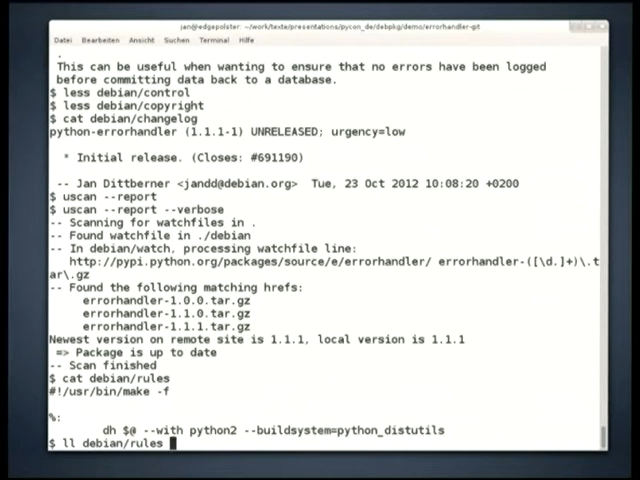 jan@edgepolster: ~/work/texte/presentations/pycon_de/debpkg/demo/errorhandler-git
Datei Bearbeiten Ansicht Suchen Terminal Hilfe
.
This can be useful when wanting to ensure that no errors have been logged
before committing data back to a database.
$ less debian/control
$ less debian/copyright
$ cat debian/changelog
python-errorhandler (1.1.1-1) UNRELEASED; urgency=low
* Initial release. (Closes: #691190)
-- Jan Dittberner <jandd@debian.org> Tue, 23 Oct 2012 10:08:20 +0200
$ uscan --report
$ uscan --report --verbose
-- Scanning for watchfiles in .
-- Found watchfile in ./debian
-- In debian/watch, processing watchfile line:
http://pypi.python.org/packages/source/e/errorhandler/ errorhandler-([\d.]+)\.t
ar\.gz
-- Found the following matching hrefs:
errorhandler-1.0.0.tar.gz
errorhandler-1.1.0.tar.gz
errorhandler-1.1.1.tar.gz
Newest version on remote site is 1.1.1, local version is 1.1.1
=> Package is up to date
-- Scan finished
$ cat debian/rules
#!/usr/bin/make -f
%:
dh $@ --with python2 --buildsystem=python_distutils
$ ll debian/rules